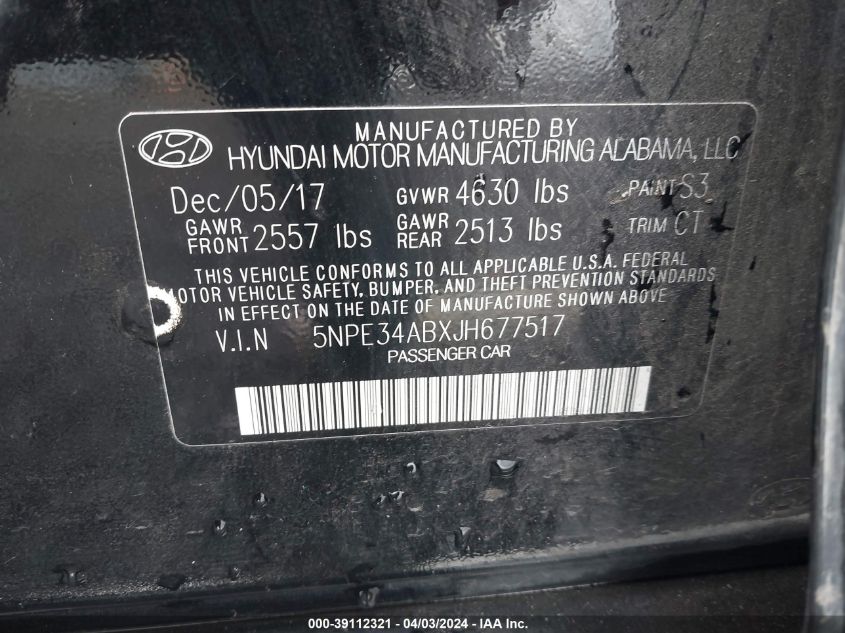 MANUFACTURED BY
HYUNDAI MOTOR MANUFACTURING ALABAMA, LLC
Dec/05/17 GVWR 4630 lbs PAINT S3
GAWR FRONT 2557 lbs GAWR REAR 2513 lbs TRIM CT
THIS VEHICLE CONFORMS TO ALL APPLICABLE U.S.A. FEDERAL
MOTOR VEHICLE SAFETY, BUMPER, AND THEFT PREVENTION STANDARDS
IN EFFECT ON THE DATE OF MANUFACTURE SHOWN ABOVE
V.I.N 5NPE34ABXJH677517
PASSENGER CAR
000-39112321 - 04/03/2024 - IAA Inc.